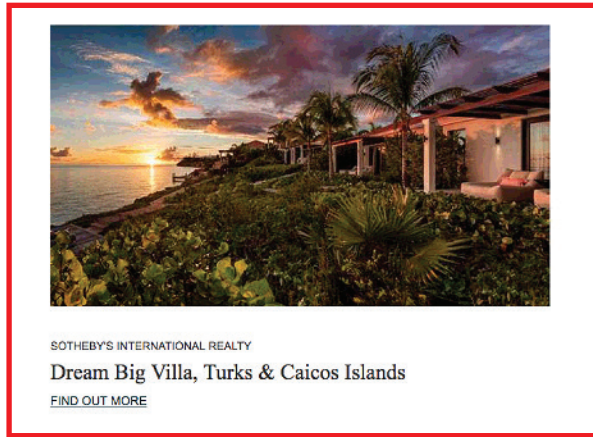 SOTHEBY'S INTERNATIONAL REALTY
Dream Big Villa, Turks & Caicos Islands
FIND OUT MORE